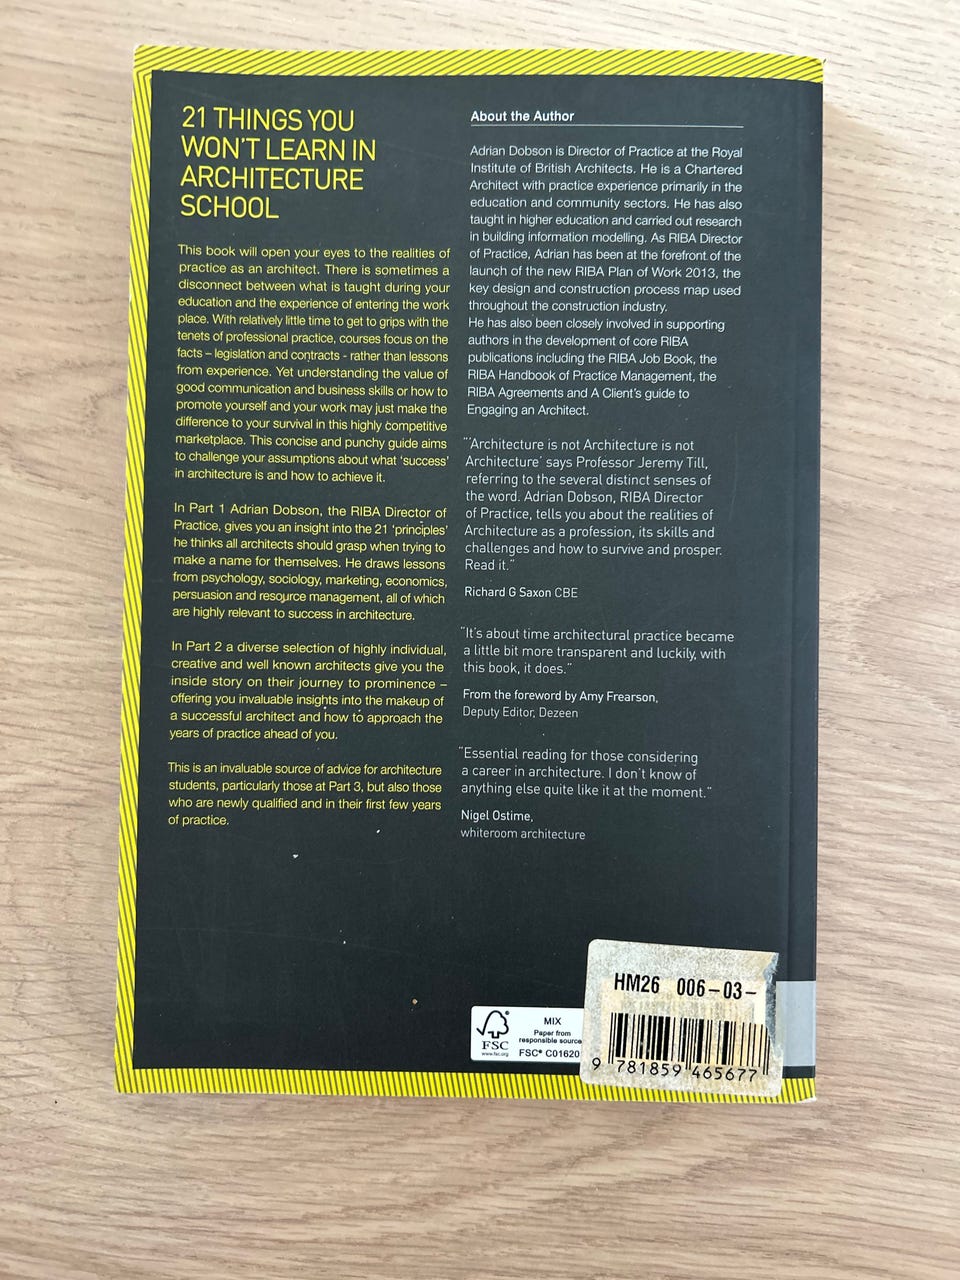 21 THINGS YOU
WON'T LEARN IN
ARCHITECTURE
SCHOOL
This book will open your eyes to the realities of
practice as an architect. There is sometimes a
disconnect between what is taught during your
education and the experience of entering the work
place. With relatively little time to get to grips with the
tenets of professional practice, courses focus on the
facts – legislation and contracts - rather than lessons
from experience. Yet understanding the value of
good communication and business skills or how to
promote yourself and your work may just make the
difference to your survival in this highly competitive
marketplace. This concise and punchy guide aims
to challenge your assumptions about what 'success'
in architecture is and how to achieve it.
In Part 1 Adrian Dobson, the RIBA Director of
Practice, gives you an insight into the 21 'principles'
he thinks all architects should grasp when trying to
make a name for themselves. He draws lessons
from psychology, sociology, marketing, economics,
persuasion and resource management, all of which
are highly relevant to success in architecture.
In Part 2 a diverse selection of highly individual,
creative and well known architects give you the
inside story on their journey to prominence –
offering you invaluable insights into the makeup of
a successful architect and how to approach the
years of practice ahead of you.
This is an invaluable source of advice for architecture
students, particularly those at Part 3, but also those
who are newly qualified and in their first few years
of practice.
About the Author
Adrian Dobson is Director of Practice at the Royal
Institute of British Architects. He is a Chartered
Architect with practice experience primarily in the
education and community sectors. He has also
taught in higher education and carried out research
in building information modelling. As RIBA Director
of Practice, Adrian has been at the forefront of the
launch of the new RIBA Plan of Work 2013, the
key design and construction process map used
throughout the construction industry.
He has also been closely involved in supporting
authors in the development of core RIBA
publications including the RIBA Job Book, the
RIBA Handbook of Practice Management, the
RIBA Agreements and A Client's guide to
Engaging an Architect.
"'Architecture is not Architecture is not
Architecture' says Professor Jeremy Till,
referring to the several distinct senses of
the word. Adrian Dobson, RIBA Director
of Practice, tells you about the realities of
Architecture as a profession, its skills and
challenges and how to survive and prosper.
Read it."
Richard G Saxon CBE
"It's about time architectural practice became
a little bit more transparent and luckily, with
this book, it does."
From the foreword by Amy Frearson,
Deputy Editor, Dezeen
"Essential reading for those considering
a career in architecture. I don't know of
anything else quite like it at the moment."
Nigel Ostime,
whiteroom architecture
FSC
www.fsc.org
MIX
Paper from
responsible source
FSC® C01620
HM26 006-03-
9 781859 465677